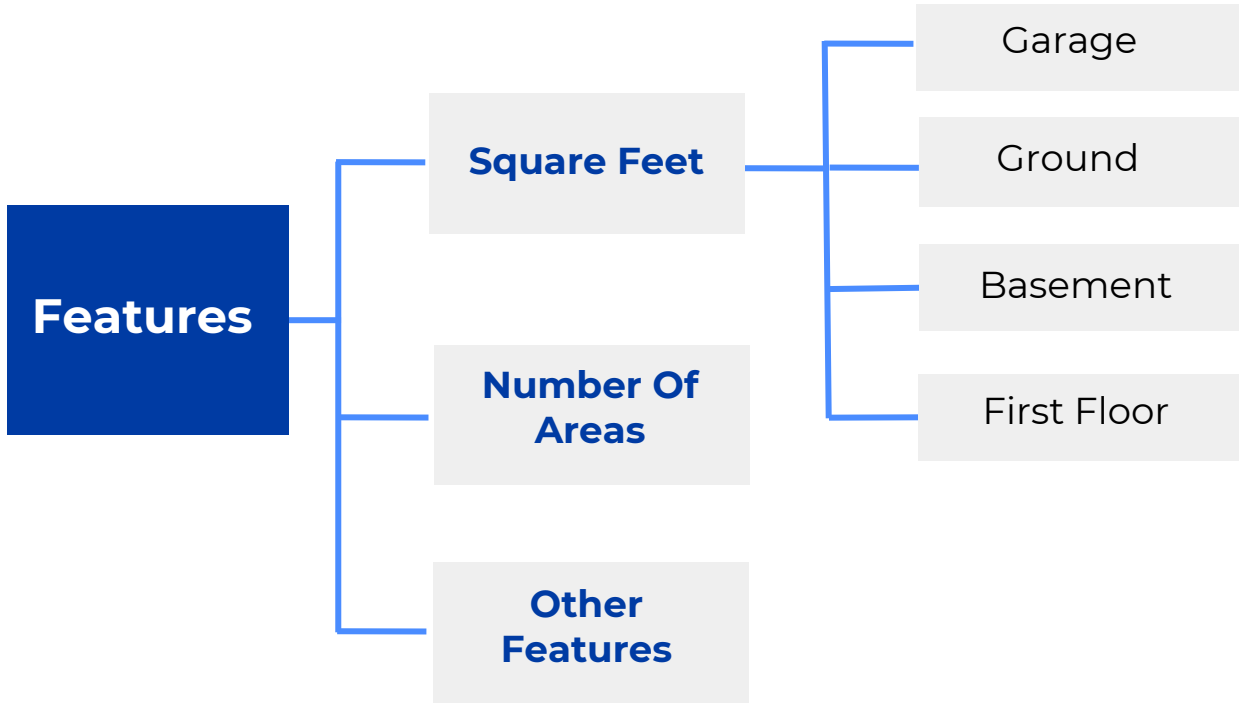 Features
Square Feet
Number Of
Areas
Other
Features
Garage
Ground
Basement
First Floor